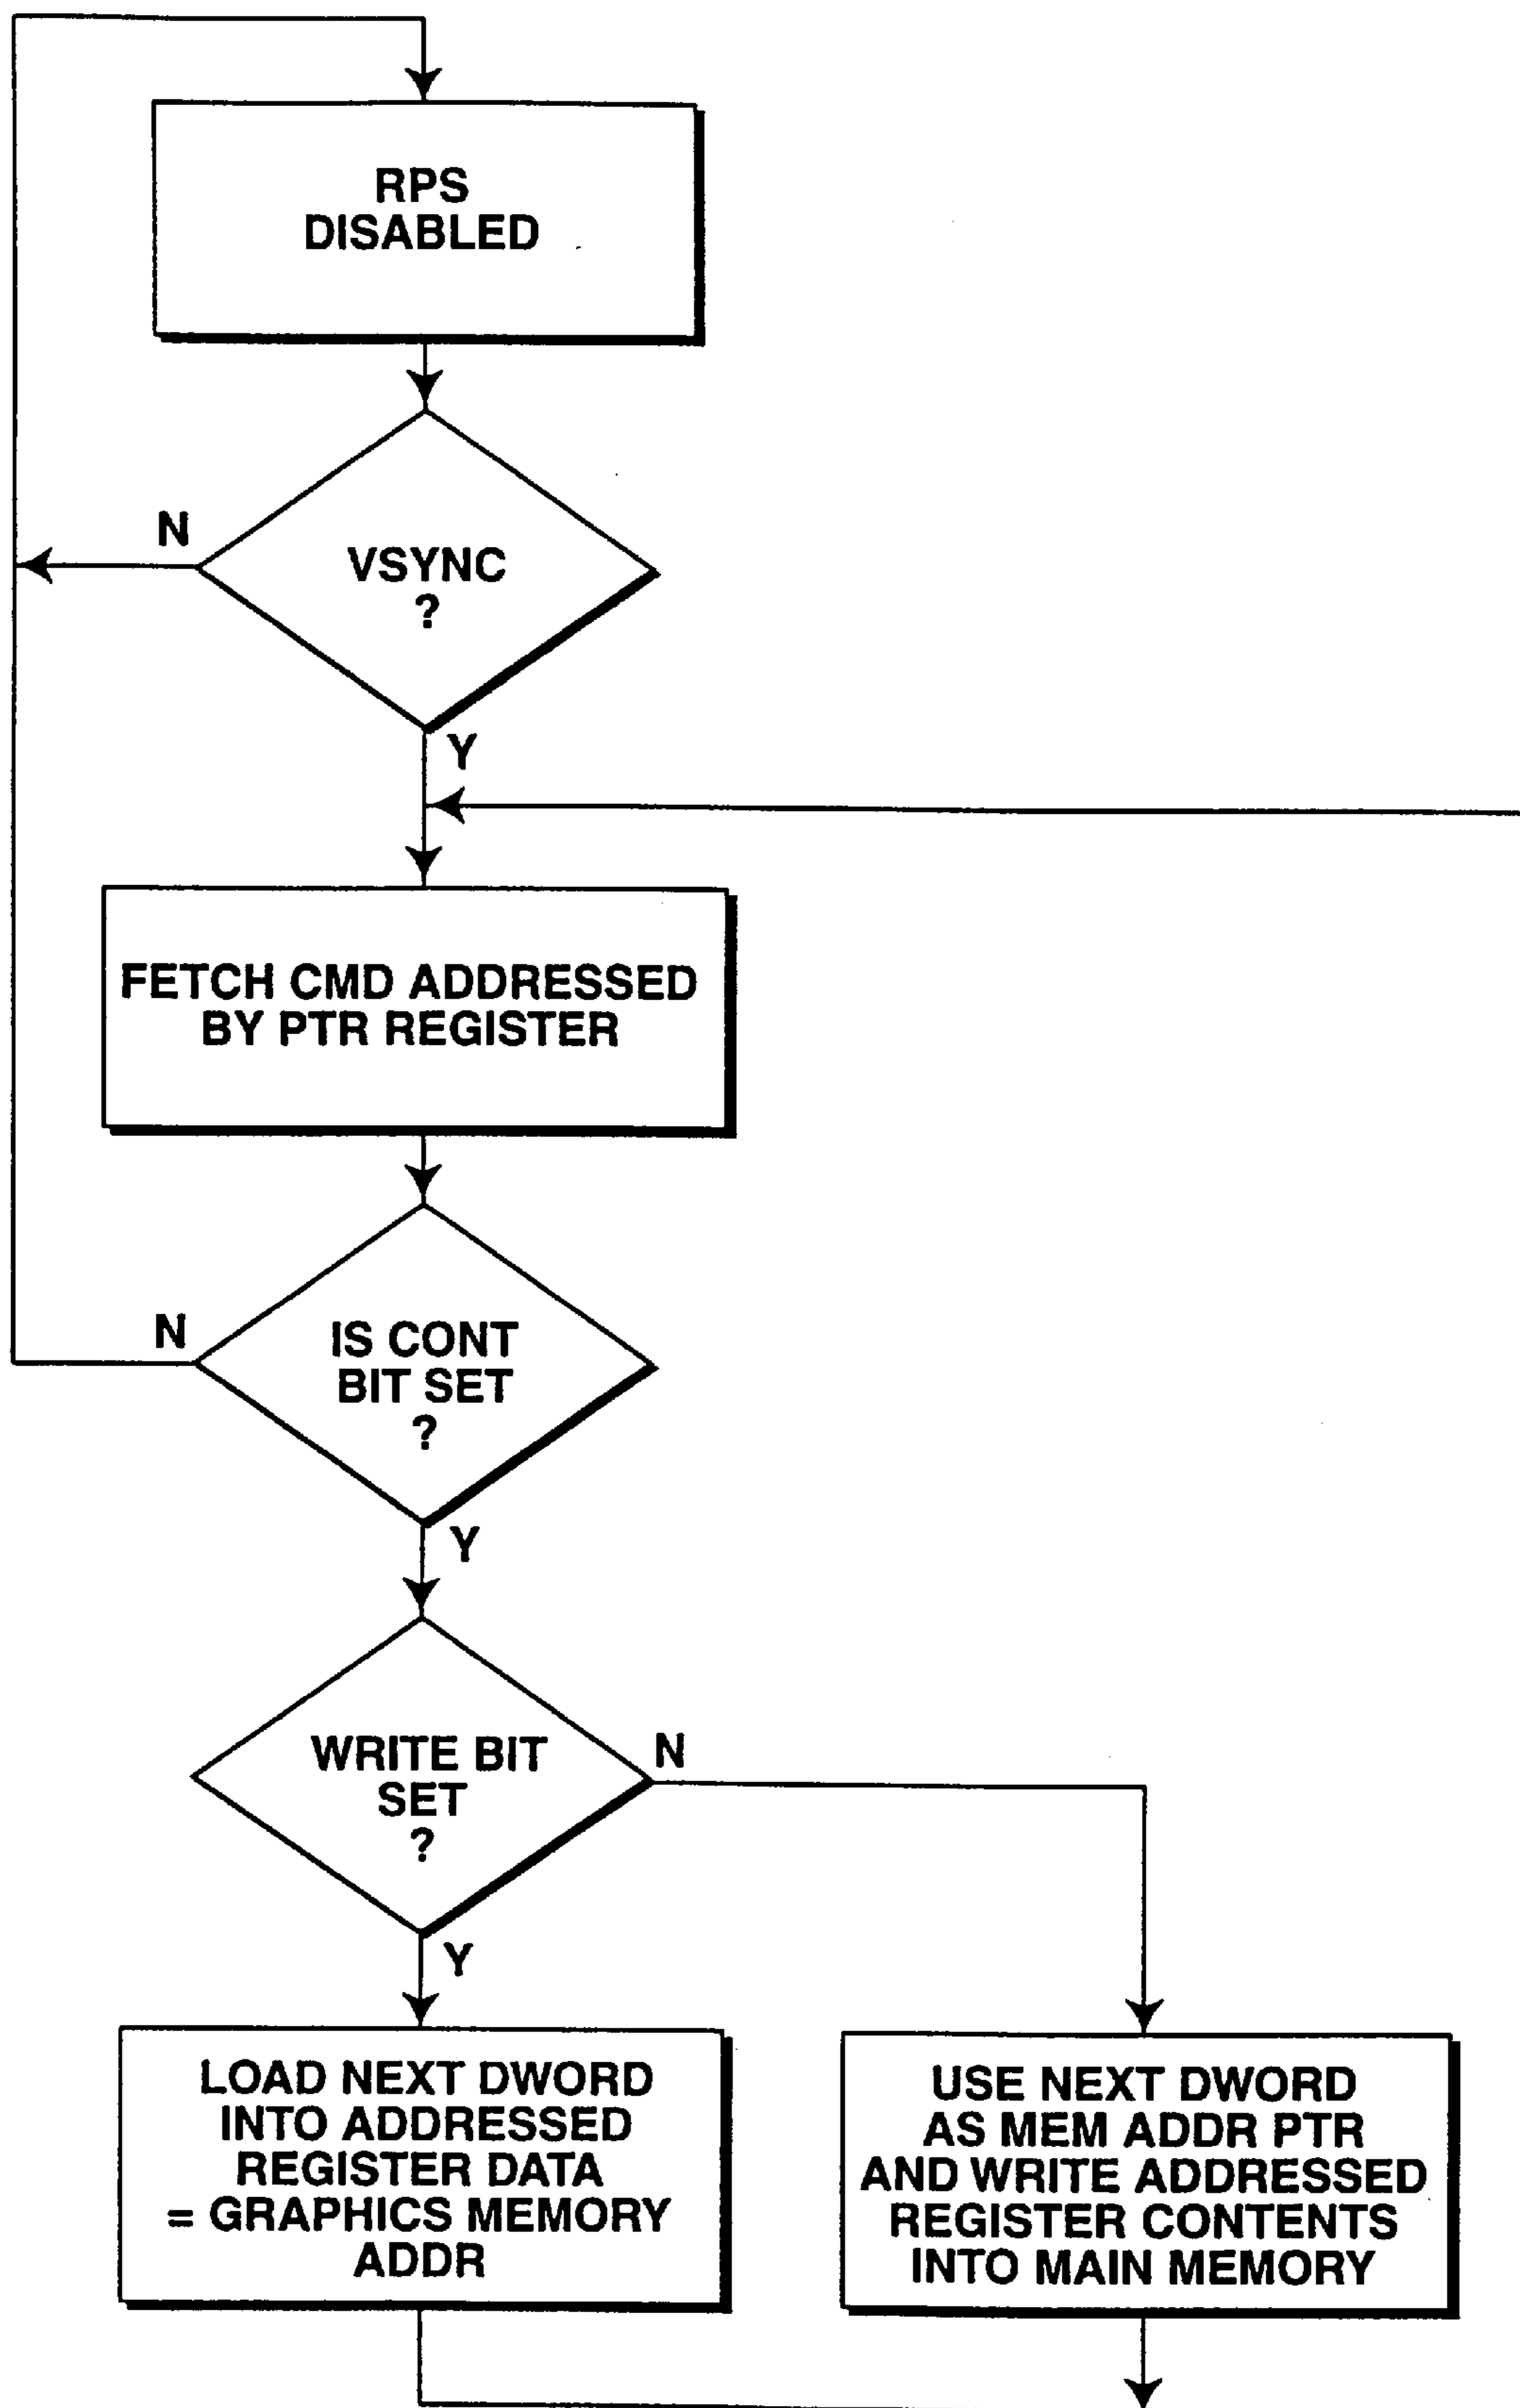 RPS
DISABLED
N
VSYNC
?
Y
FETCH CMD ADDRESSED
BY PTR REGISTER
N
IS CONT
BIT SET
?
Y
WRITE BIT
SET
?
N
Y
LOAD NEXT DWORD
INTO ADDRESSED
REGISTER DATA
= GRAPHICS MEMORY
ADDR
USE NEXT DWORD
AS MEM ADDR PTR
AND WRITE ADDRESSED
REGISTER CONTENTS
INTO MAIN MEMORY